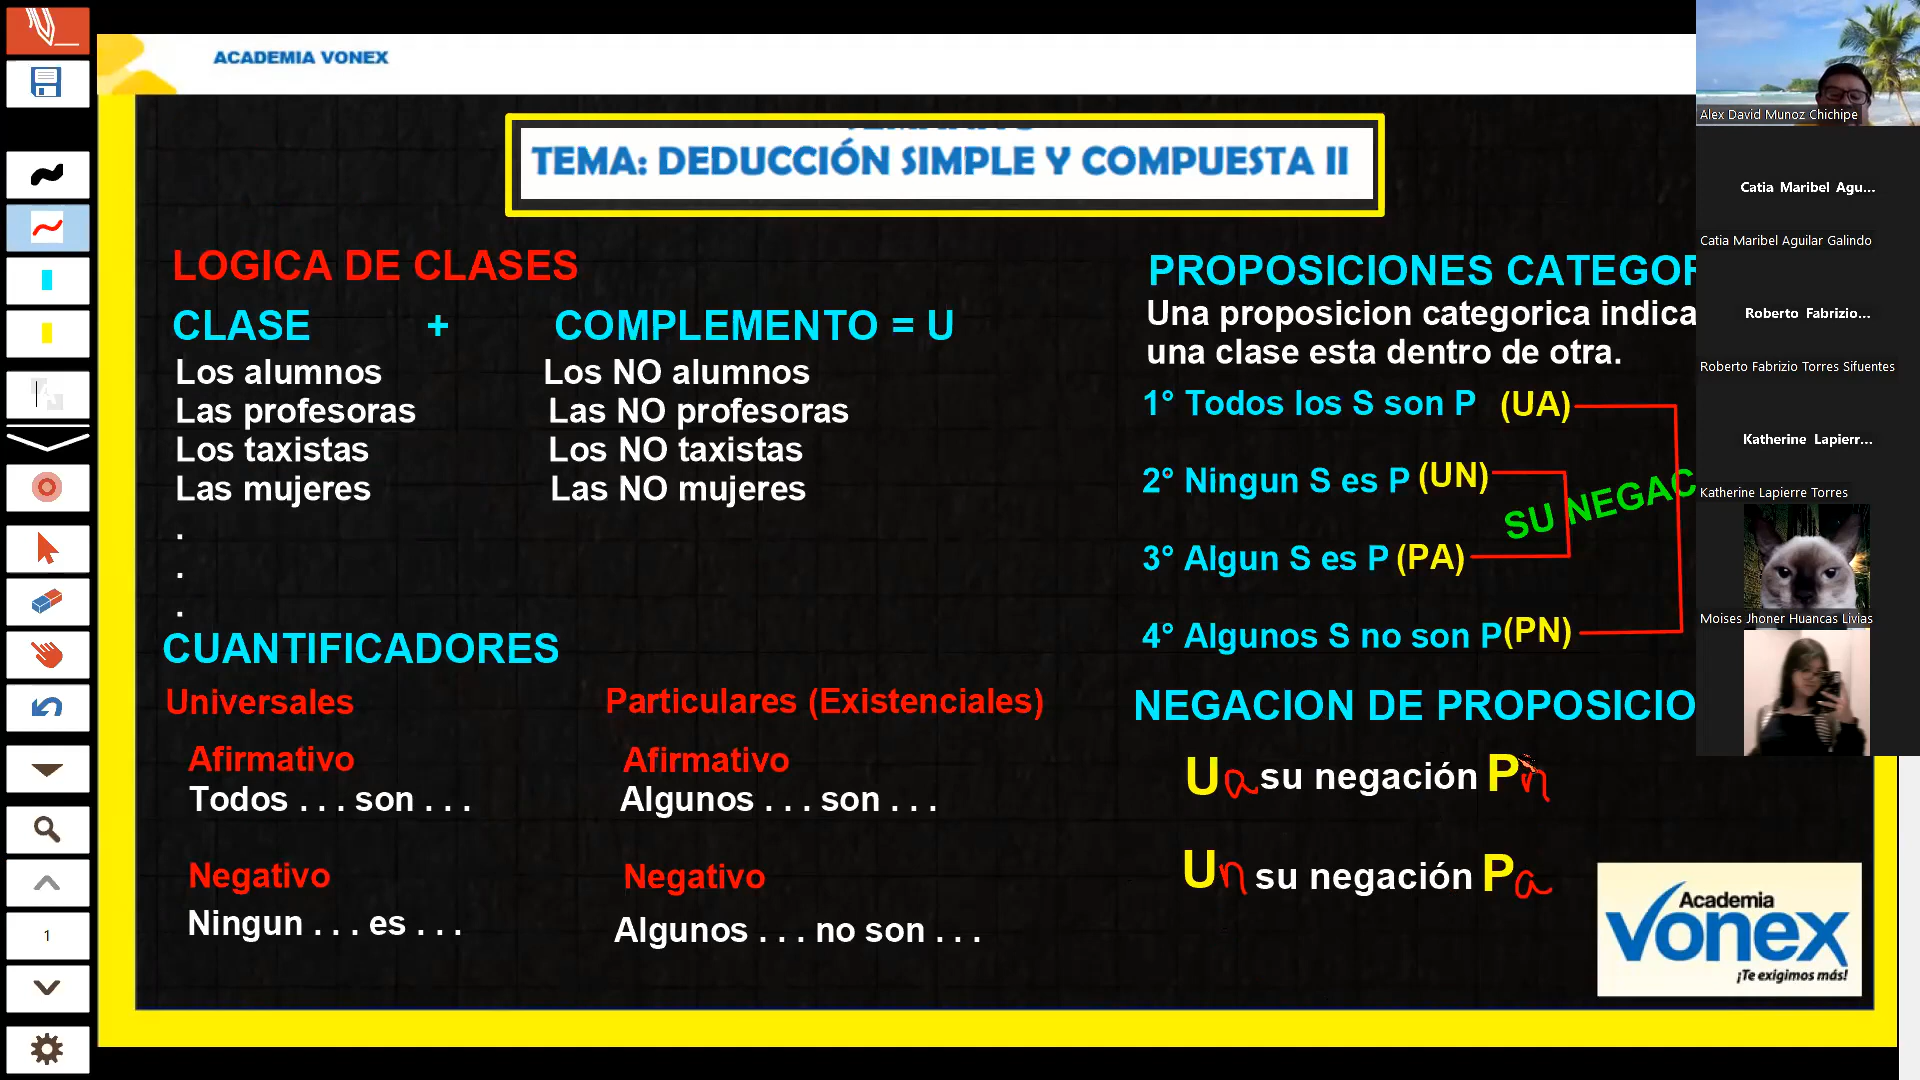 ACADEMIA VONEX
TEMA: DEDUCCIÓN SIMPLE Y COMPUESTA II
LOGICA DE CLASES
CLASE + COMPLEMENTO = U
Los alumnos Los NO alumnos
Las profesoras Las NO profesoras
Los taxistas Los NO taxistas
Las mujeres Las NO mujeres
.
.
.
CUANTIFICADORES
Universales Particulares (Existenciales)
Afirmativo Afirmativo
Todos . . . son . . . Algunos . . . son . . .
Negativo Negativo
Ningun . . . es . . . Algunos . . . no son . . .
PROPOSICIONES CATEGOR
Una proposicion categorica indica
una clase esta dentro de otra.
1° Todos los S son P (UA)
2° Ningun S es P (UN)
SU NEGAC
3° Algun S es P (PA)
4° Algunos S no son P (PN)
NEGACION DE PROPOSICIO
Ua su negación Pn
Un su negación Pa
Academia
Vonex
¡Te exigimos más!
Alex David Munoz Chichipe
Catia Maribel Agu...
Catia Maribel Aguilar Galindo
Roberto Fabrizio...
Roberto Fabrizio Torres Sifuentes
Katherine Lapierr...
Katherine Lapierre Torres
Moises Jhoner Huancas Livias
1